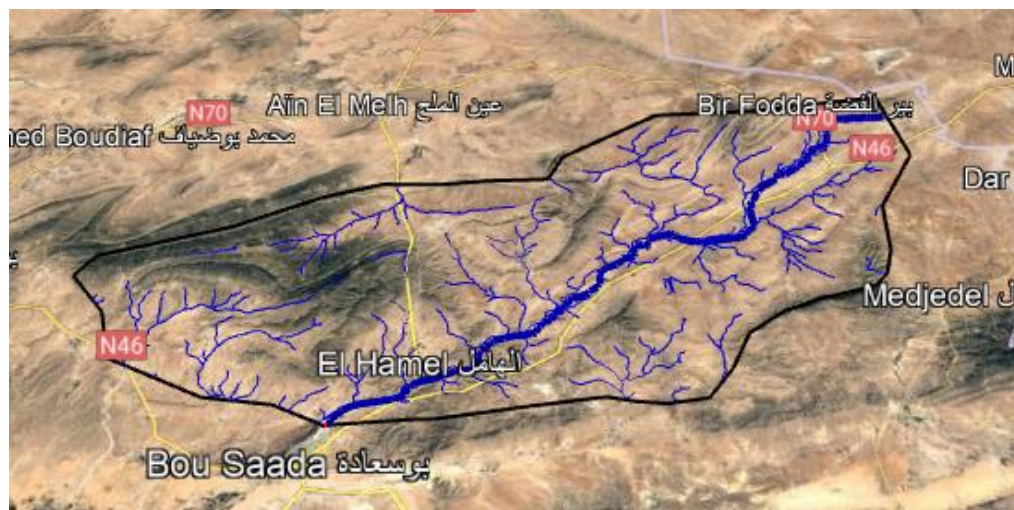 N70
Aïn El Melh عين الملح
Bir Fodda بير الفضة
N70
med Boudiaf محمد بوضياف
N46
Dar
Medjedel
N46
El Hamel الهامل
Bou Saada بوسعادة